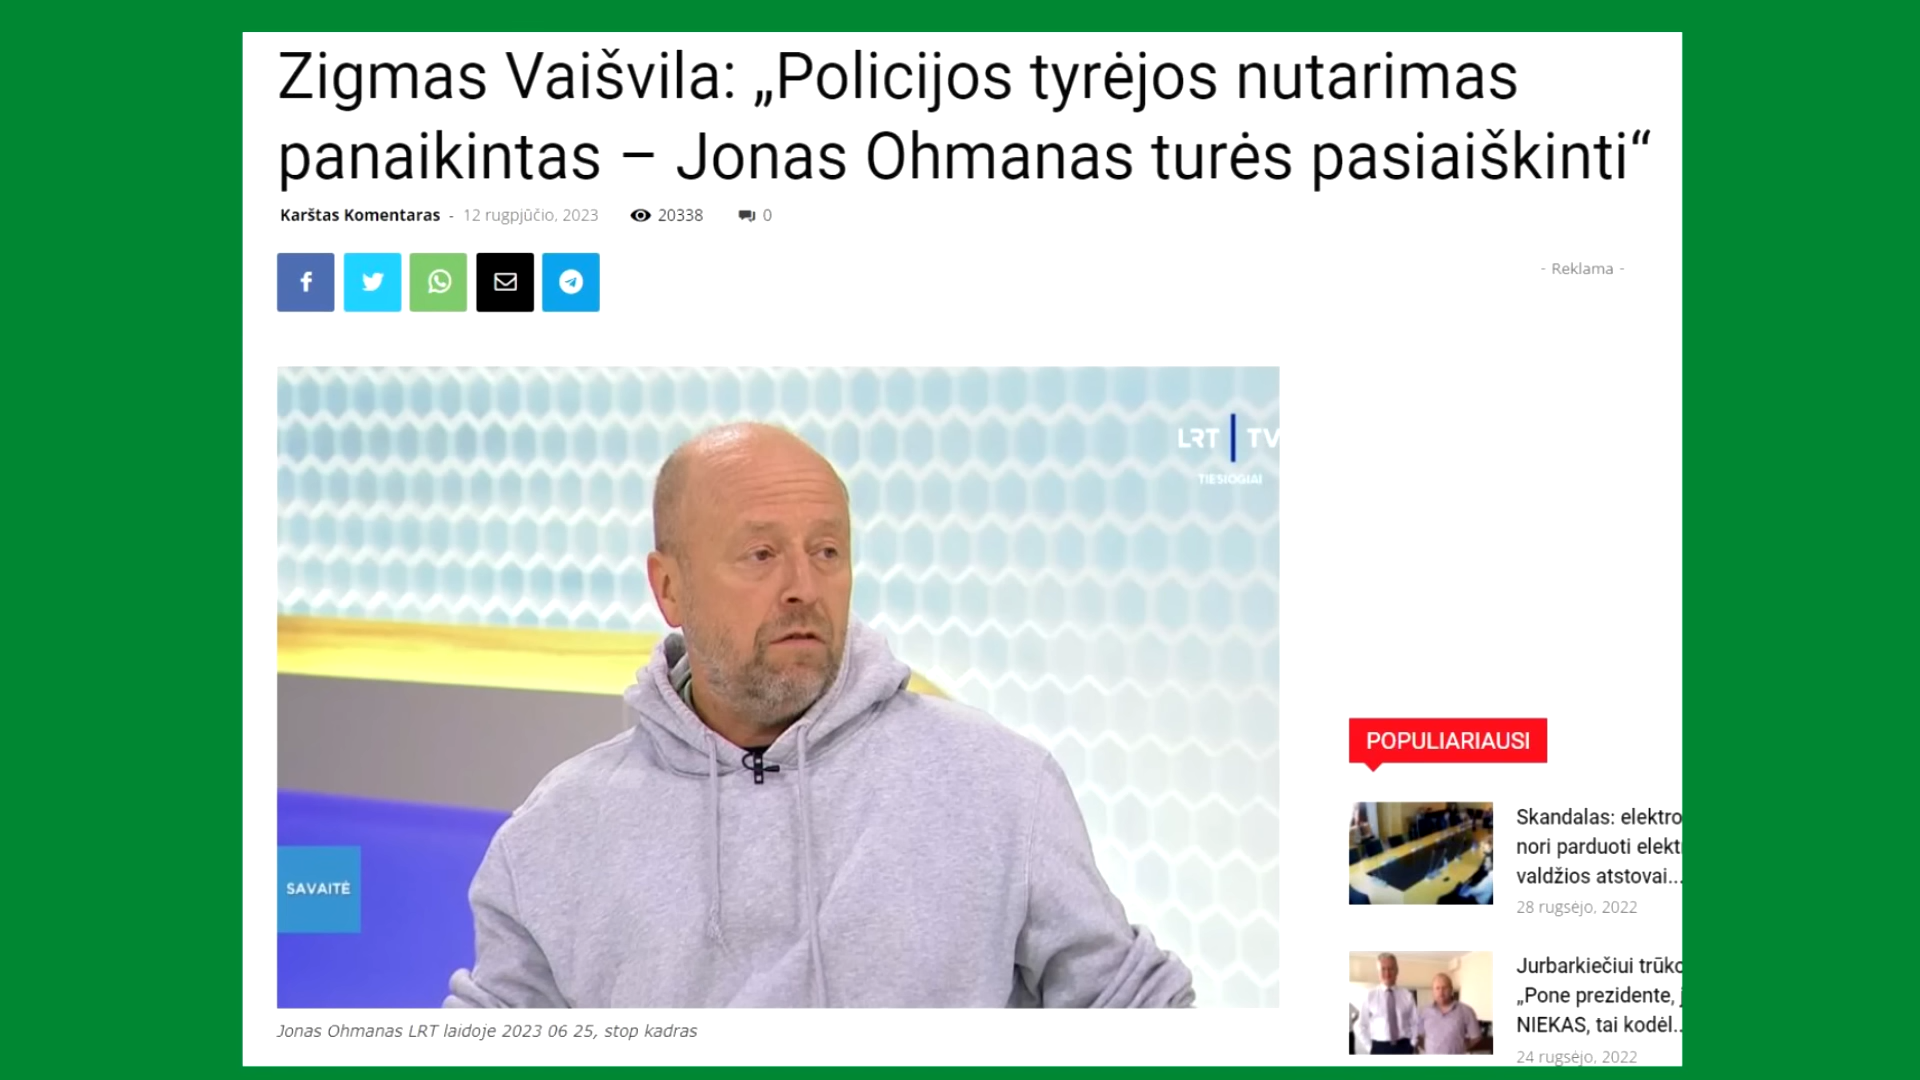 Zigmas Vaišvila: „Policijos tyrėjos nutarimas
panaikintas – Jonas Ohmanas turės pasiaiškinti“
Karštas Komentaras - 12 rugpjūčio, 2023 20338 0
- Reklama -
LRT | TV
TIESIOGIAI
SAVAITĖ
Jonas Ohmanas LRT laidoje 2023 06 25, stop kadras
POPULIARIAUSI
Skandalas: elektro
nori parduoti elekt
valdžios atstovai...
28 rugsėjo, 2022
Jurbarkiečiui trūko
„Pone prezidente, j
NIEKAS, tai kodėl..
24 rugsėjo, 2022